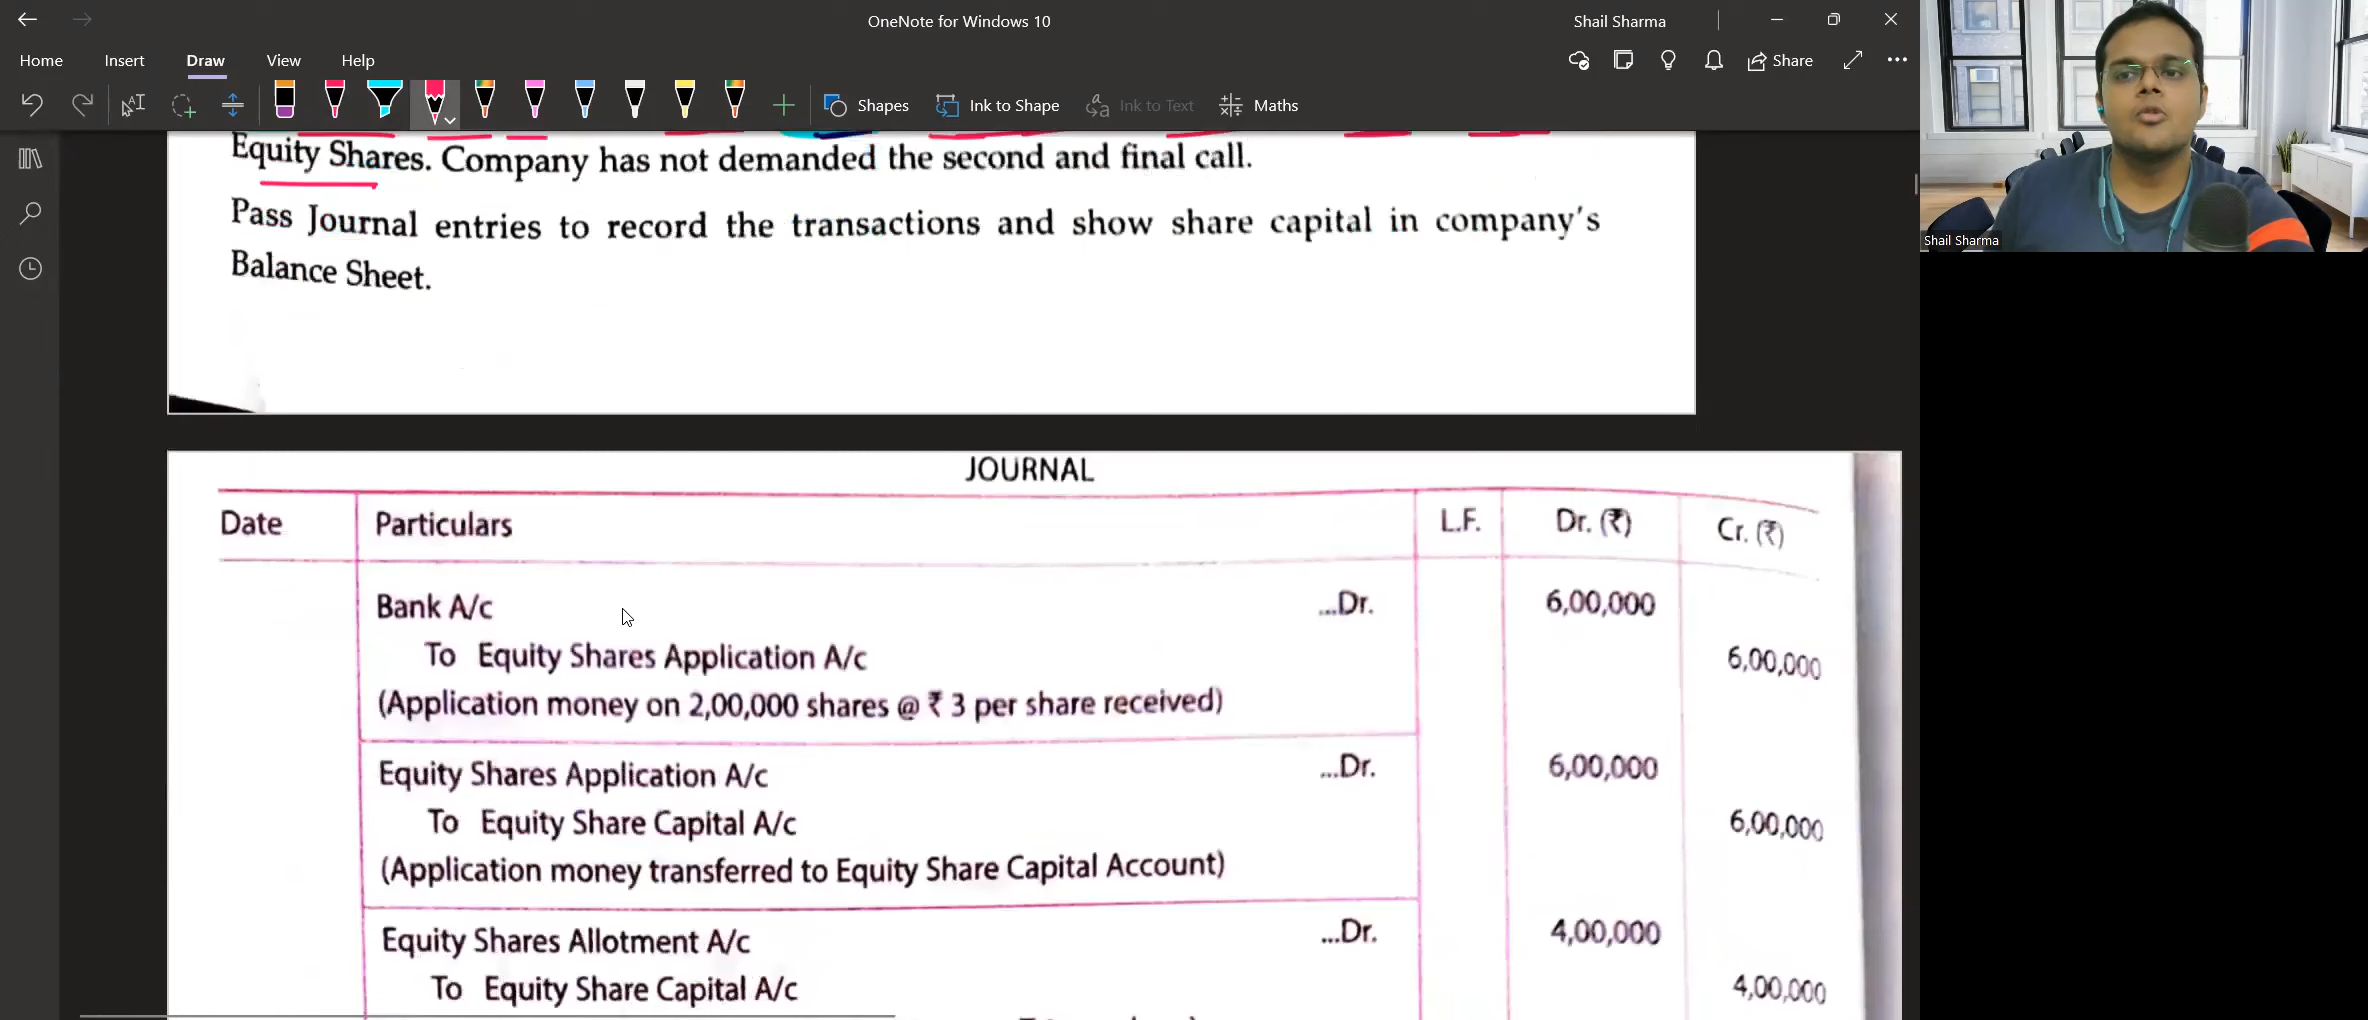 OneNote for Windows 10
Shail Sharma
Home
Insert
Draw
View
Help
Share
Shapes
Ink to Shape
Ink to Text
Maths
Shail Sharma
Equity Shares. Company has not demanded the second and final call.
Pass Journal entries to record the transactions and show share capital in company's
Balance Sheet.
JOURNAL
Date Particulars L.F. Dr. (₹) Cr. (₹)
Bank A/c ...Dr. 6,00,000
To Equity Shares Application A/c 6,00,000
(Application money on 2,00,000 shares @ ₹ 3 per share received)
Equity Shares Application A/c ...Dr. 6,00,000
To Equity Share Capital A/c 6,00,000
(Application money transferred to Equity Share Capital Account)
Equity Shares Allotment A/c ...Dr. 4,00,000
To Equity Share Capital A/c 4,00,000